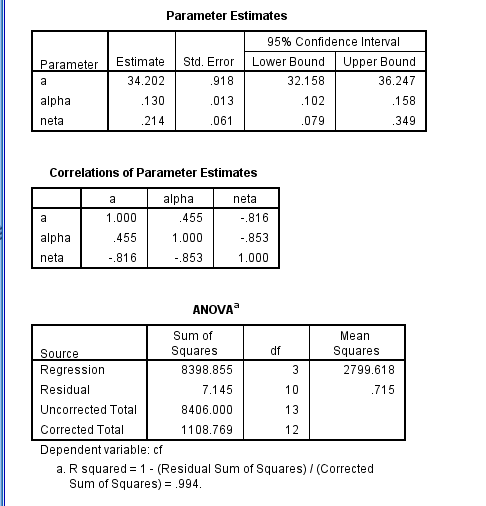 Parameter Estimates
95% Confidence Interval
Parameter Estimate Std. Error Lower Bound Upper Bound
a 34.202 .918 32.158 36.247
alpha .130 .013 .102 .158
neta .214 .061 .079 .349
Correlations of Parameter Estimates
a alpha neta
a 1.000 .455 -.816
alpha .455 1.000 -.853
neta -.816 -.853 1.000
ANOVAa
Sum of Mean
Source Squares df Squares
Regression 8398.855 3 2799.618
Residual 7.145 10 .715
Uncorrected Total 8406.000 13
Corrected Total 1108.769 12
Dependent variable: cf
a. R squared = 1 - (Residual Sum of Squares) / (Corrected
Sum of Squares) = .994.